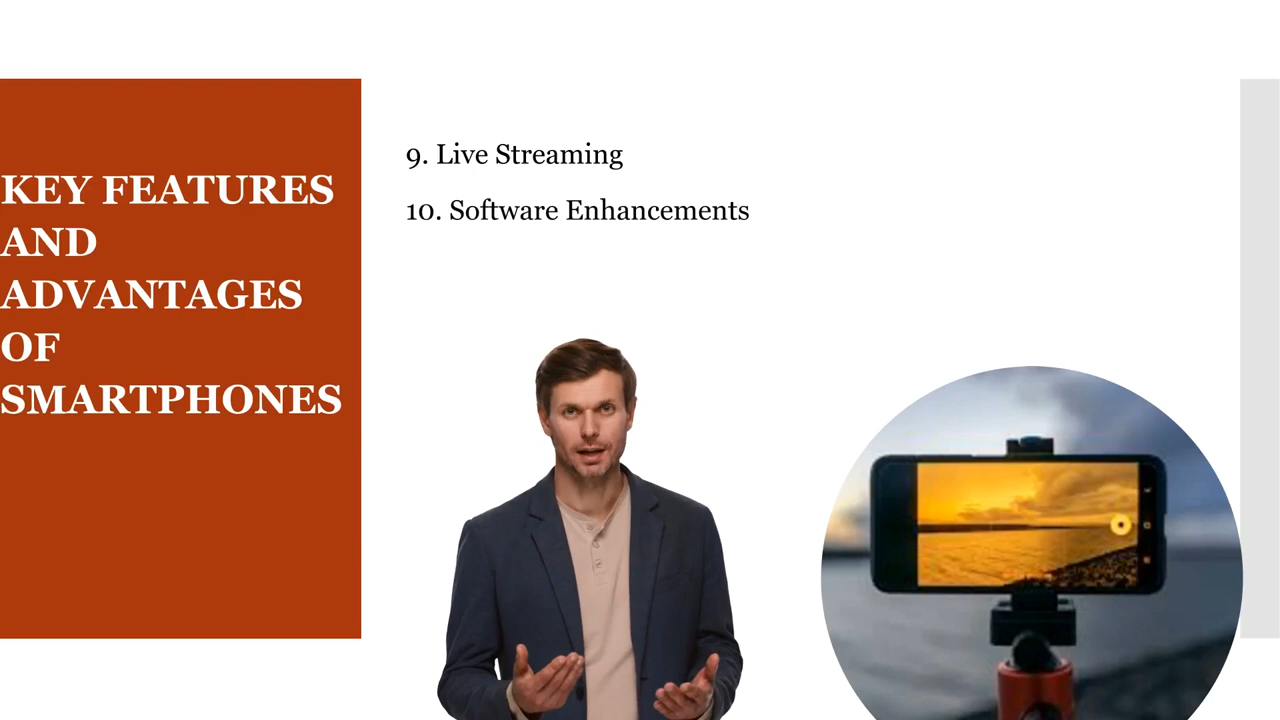 KEY FEATURES
AND
ADVANTAGES
OF
SMARTPHONES
9. Live Streaming
10. Software Enhancements